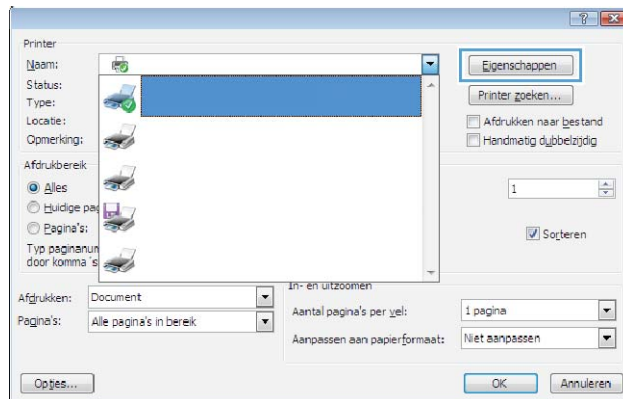 Printer
Naam:
Eigenschappen
Status:
Type:
Printer zoeken...
Locatie:
Afdrukken naar bestand
Opmerking:
Handmatig dubbelzijdig
Afdrukbereik
Alles
1
Huidige pag
Pagina's:
Sorteren
Typ paginanum
door komma's
In- en uitzoomen
Afdrukken:
Document
Aantal pagina's per vel:
1 pagina
Pagina's:
Alle pagina's in bereik
Aanpassen aan papierformaat:
Niet aanpassen
Opties...
OK
Annuleren